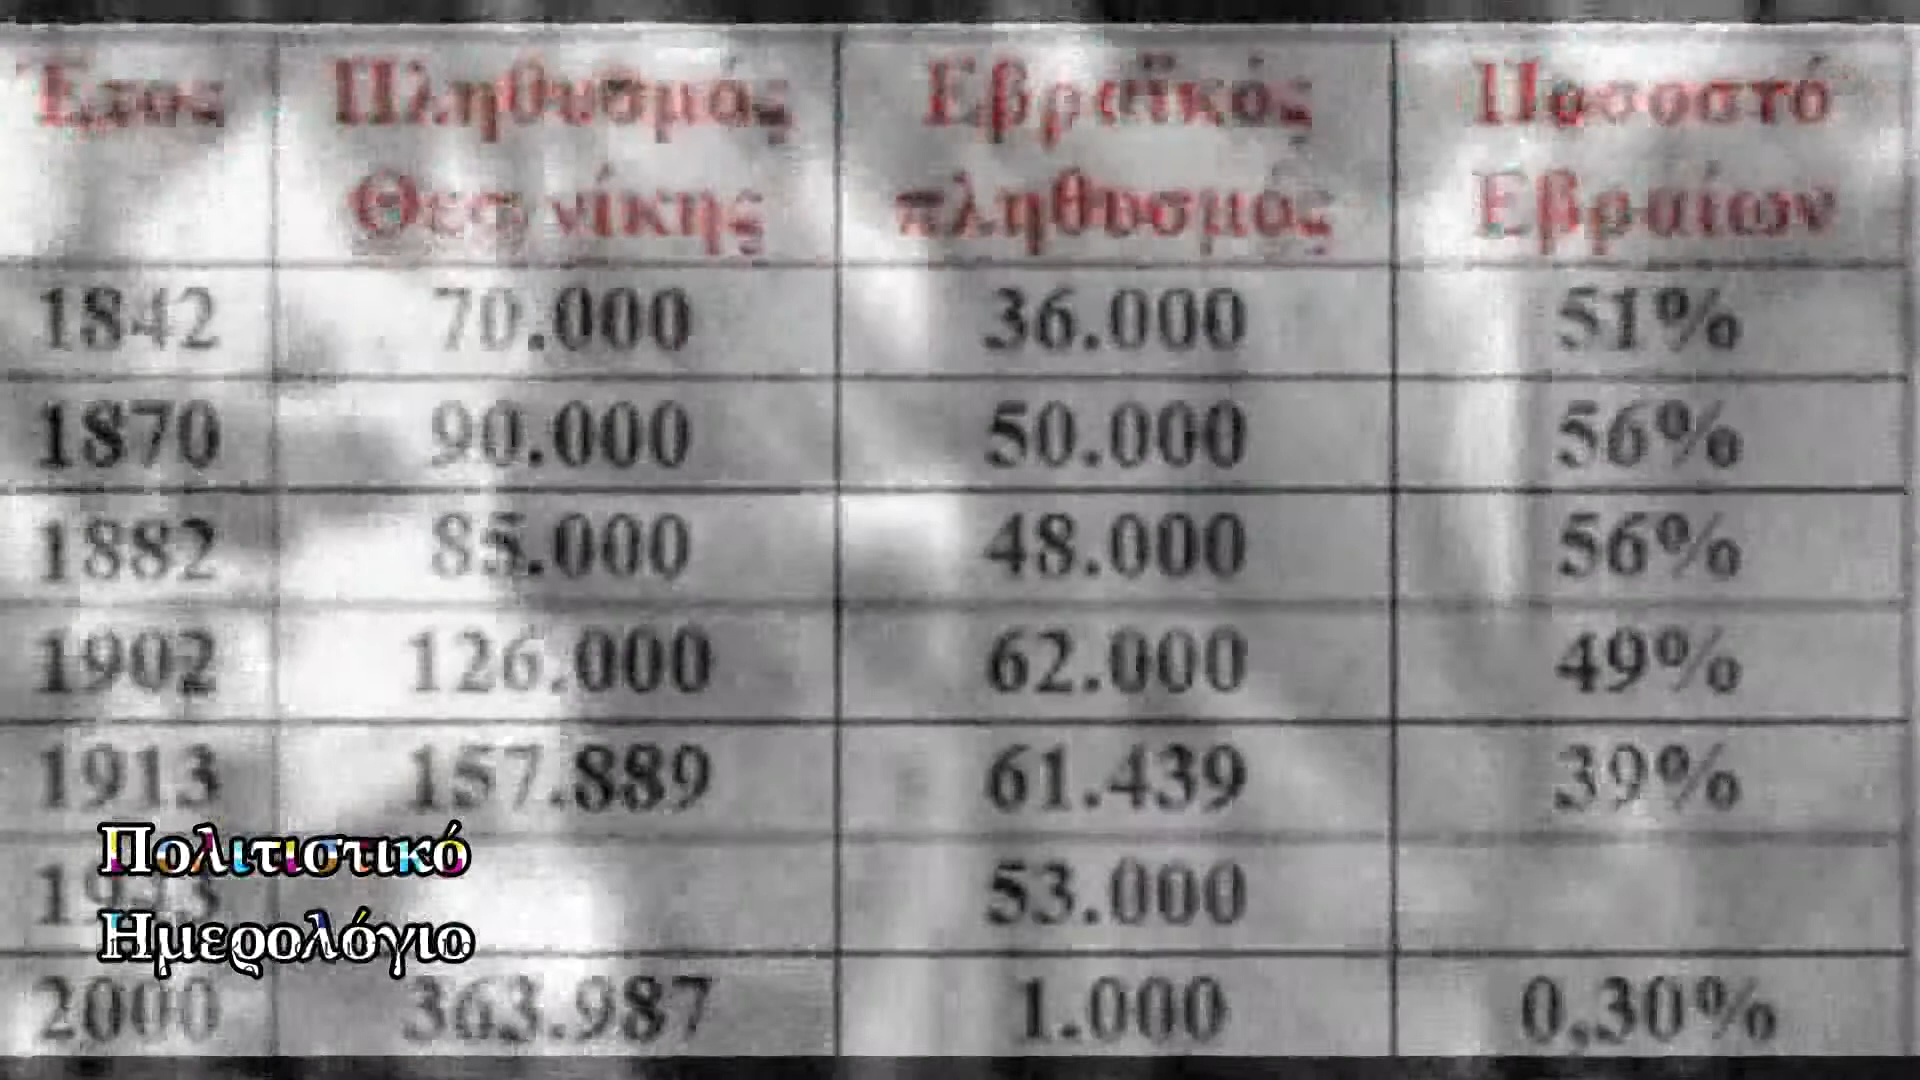 Έτος Πληθυσμός Εβραϊκός Ποσοστό
Θεσ/νίκης πληθυσμός Εβραίων
1842 70.000 36.000 51%
1870 90.000 50.000 56%
1882 85.000 48.000 56%
1902 126.000 62.000 49%
1913 157.889 61.439 39%
53.000
2000 363.987 1.000 0,30%
Πολιτιστικό
Ημερολόγιο